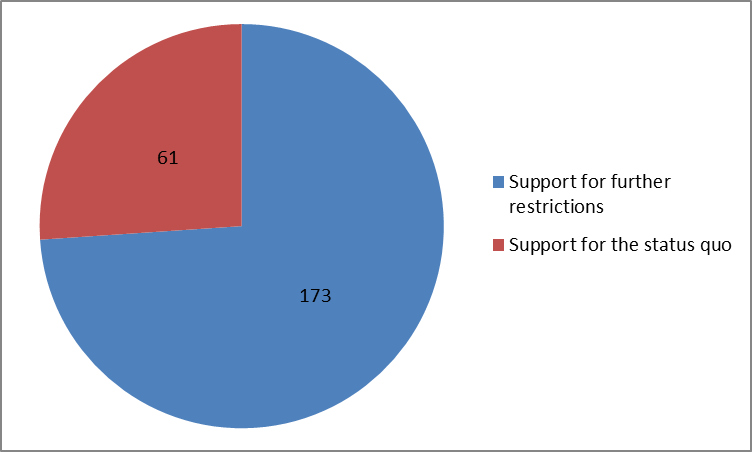 61
173
Support for further
restrictions
Support for the status quo